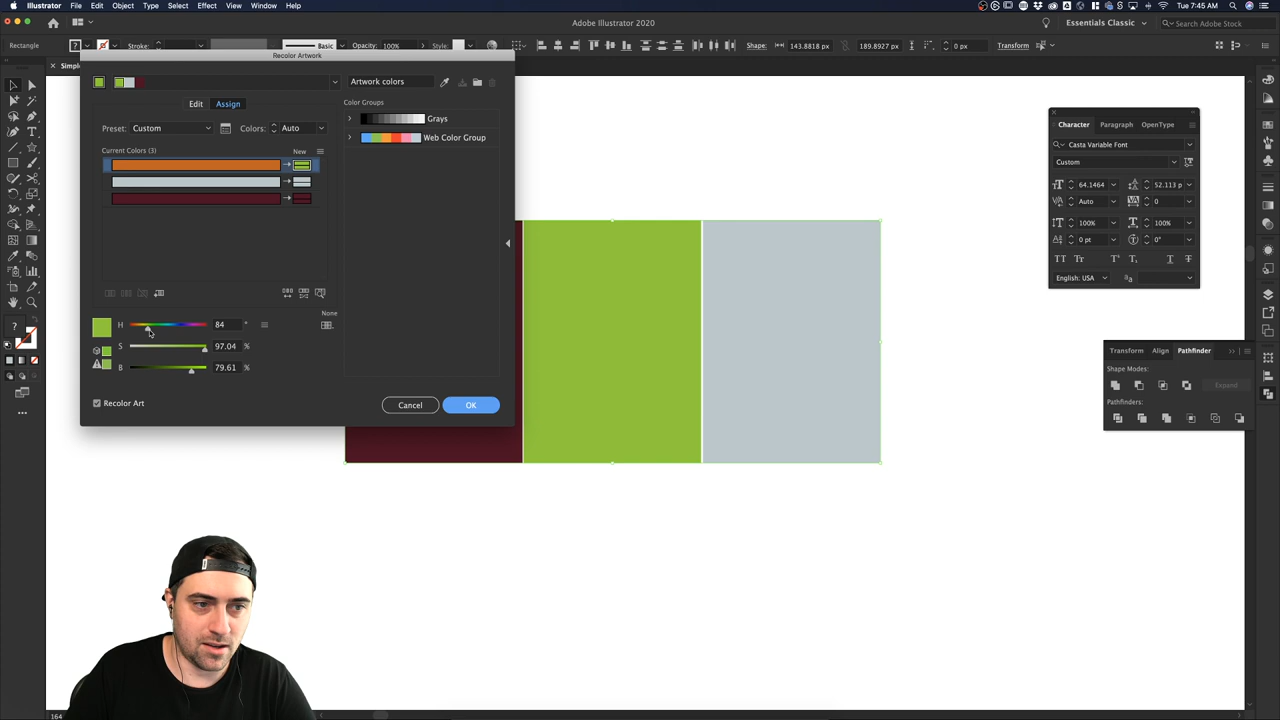 Illustrator File Edit Object Type Select Effect View Window Help
Tue 7:45 AM
Adobe Illustrator 2020
Essentials Classic
Search Adobe Stock
Rectangle
Stroke:
Basic
Opacity: 100%
Style:
Shape:
143.8818 px
189.8927 px
0 px
Transform
Simple
Recolor Artwork
Artwork colors
Edit
Assign
Color Groups
Grays
Web Color Group
Preset: Custom
Colors: Auto
Current Colors (3)
New
None
H
84
°
S
97.04
%
B
79.61
%
Recolor Art
Cancel
OK
Character
Paragraph
OpenType
Casta Variable Font
Custom
64.1464
52.113 p
Auto
0
100%
100%
0 pt
0°
English: USA
Transform
Align
Pathfinder
Shape Modes:
Expand
Pathfinders:
164